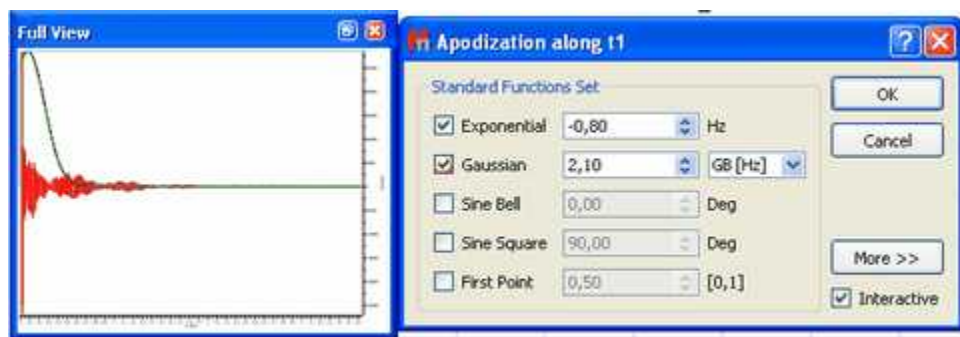 Full View
Apodization along t1
Standard Functions Set
Exponential -0,80 Hz
Gaussian 2,10 GB [Hz]
Sine Bell 0,00 Deg
Sine Square 90,00 Deg
First Point 0,50 [0,1]
OK
Cancel
More >>
Interactive